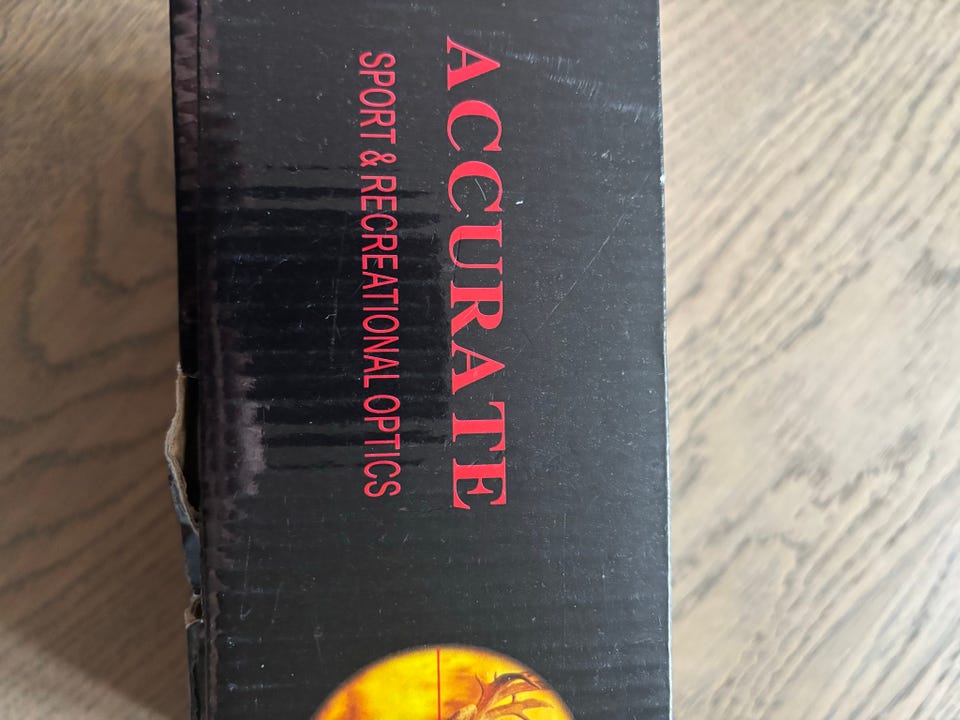 ACCURATE
SPORT & RECREATIONAL OPTICS